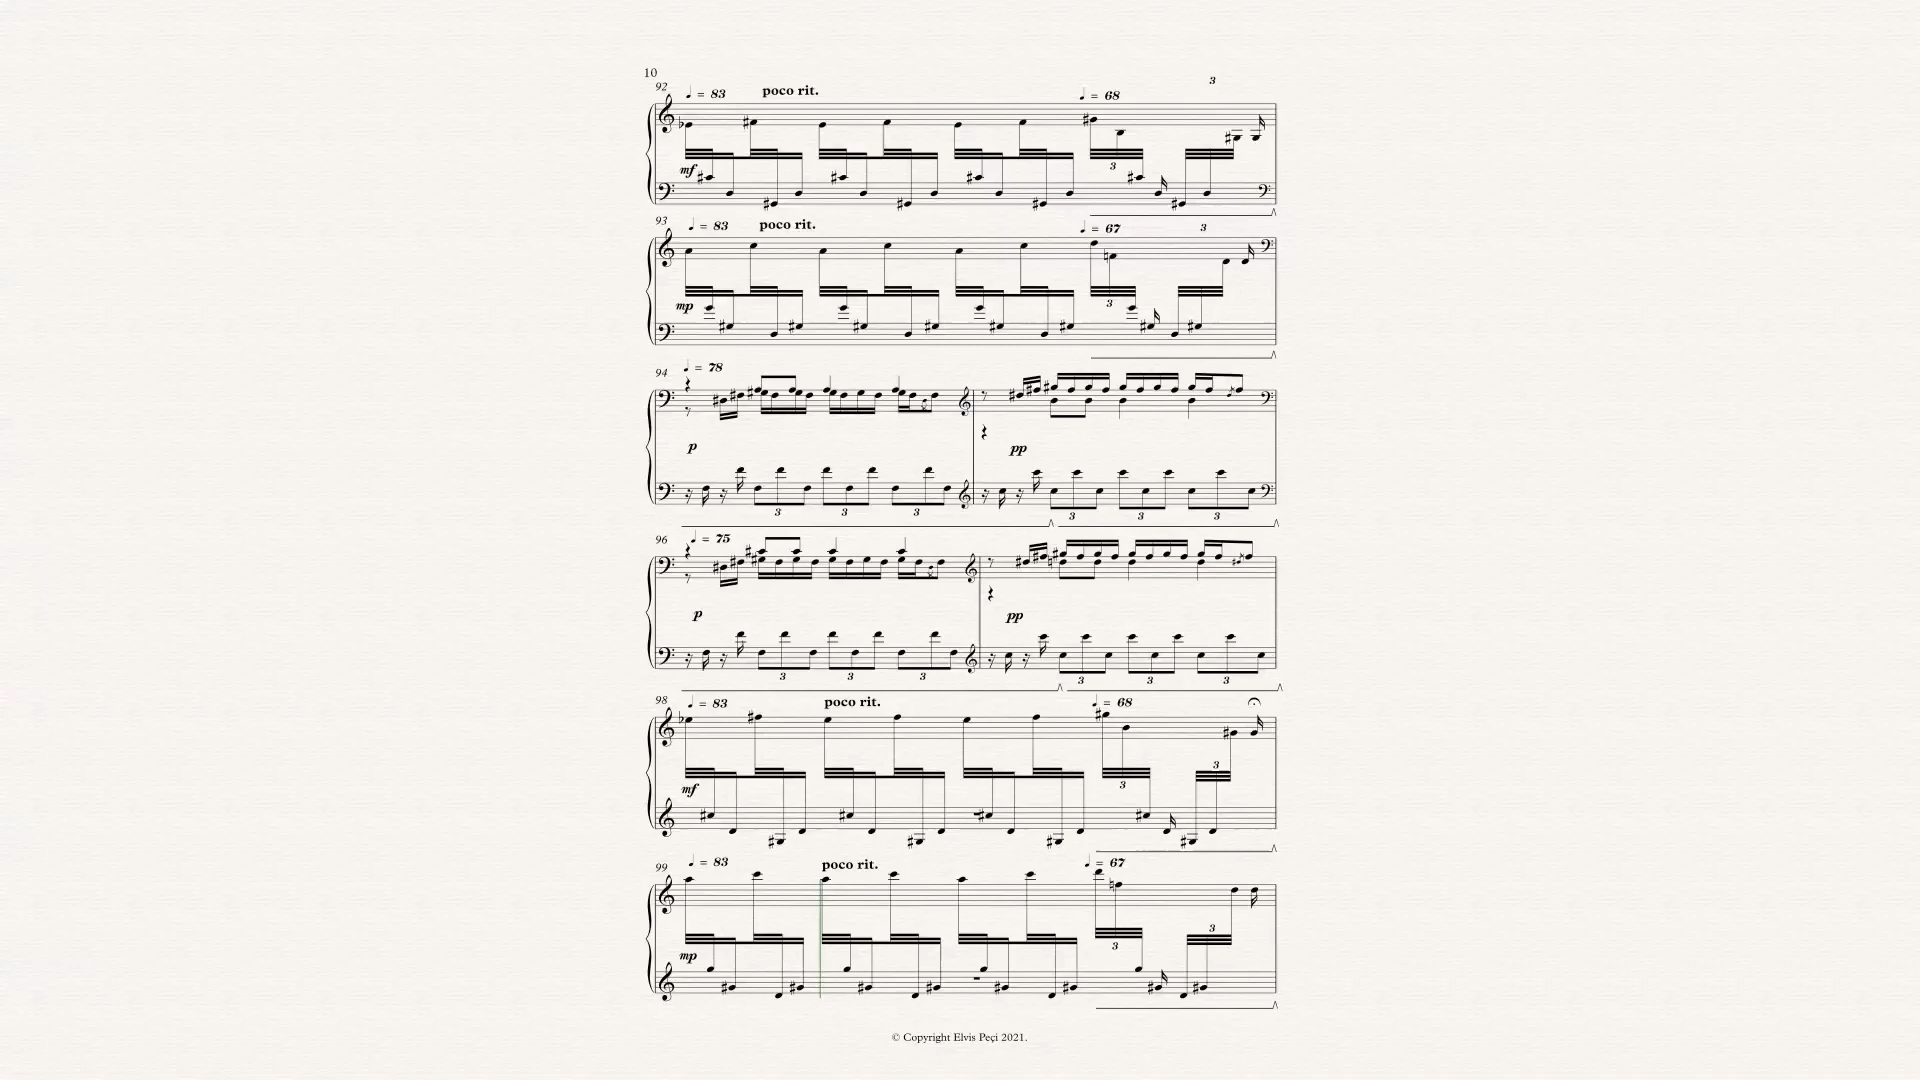 10
92
♩ = 83 poco rit. ♩ = 68 3
mf 3
93
♩ = 83 poco rit. ♩ = 67 3
mp 3
94
♩ = 78
p pp
3 3 3 3 3 3
96
♩ = 75
p pp
3 3 3 3 3 3
98
♩ = 83 poco rit. ♩ = 68
mf 3 3
99
♩ = 83 poco rit. ♩ = 67
mp 3 3
© Copyright Elvis Peçi 2021.